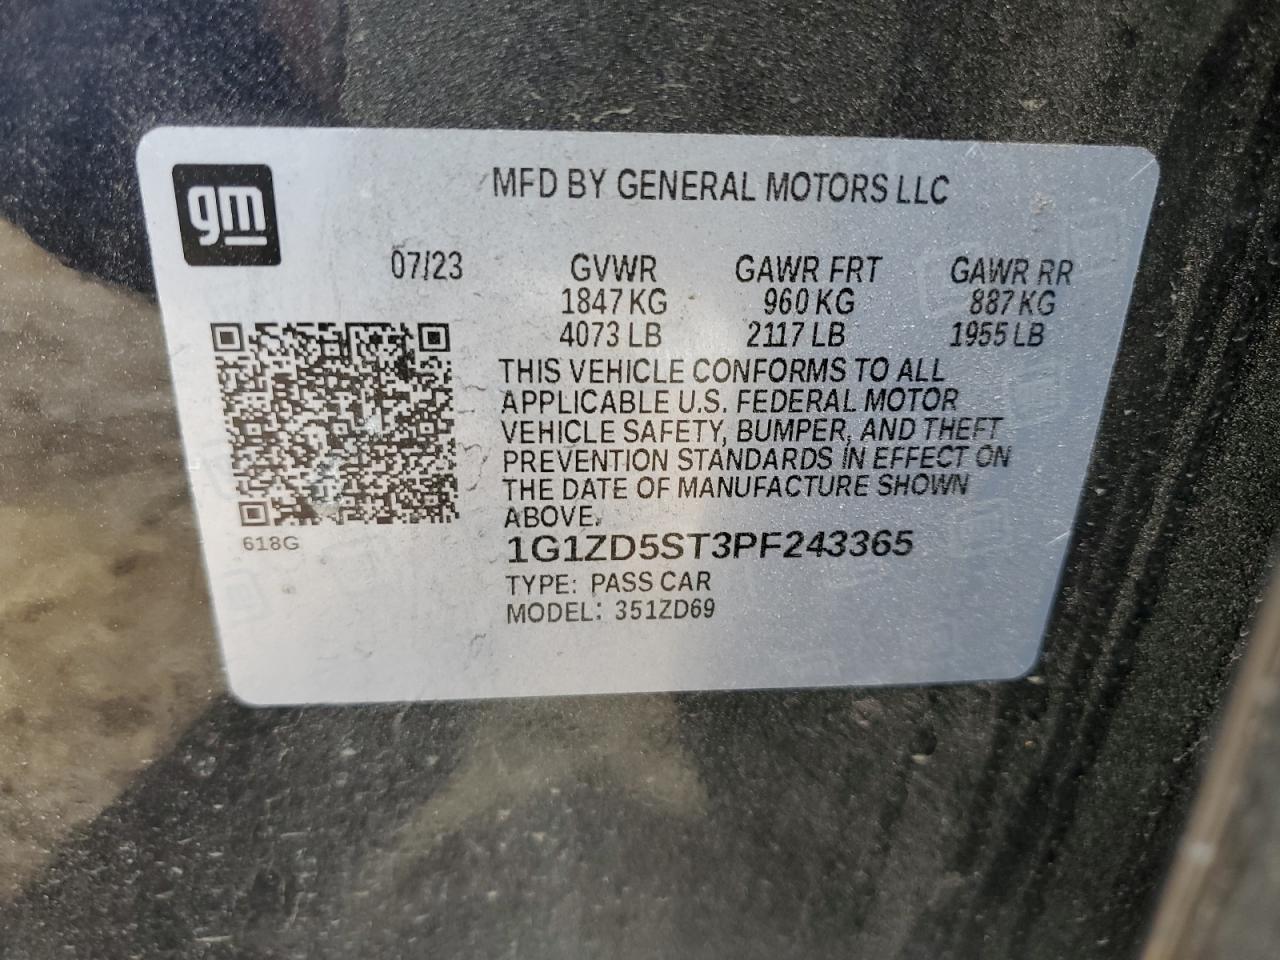 gm
MFD BY GENERAL MOTORS LLC
07/23 GVWR GAWR FRT GAWR RR
1847 KG 960 KG 887 KG
4073 LB 2117 LB 1955 LB
THIS VEHICLE CONFORMS TO ALL
APPLICABLE U.S. FEDERAL MOTOR
VEHICLE SAFETY, BUMPER, AND THEFT
PREVENTION STANDARDS IN EFFECT ON
THE DATE OF MANUFACTURE SHOWN
ABOVE.
618G
1G1ZD5ST3PF243365
TYPE: PASS CAR
MODEL: 351ZD69